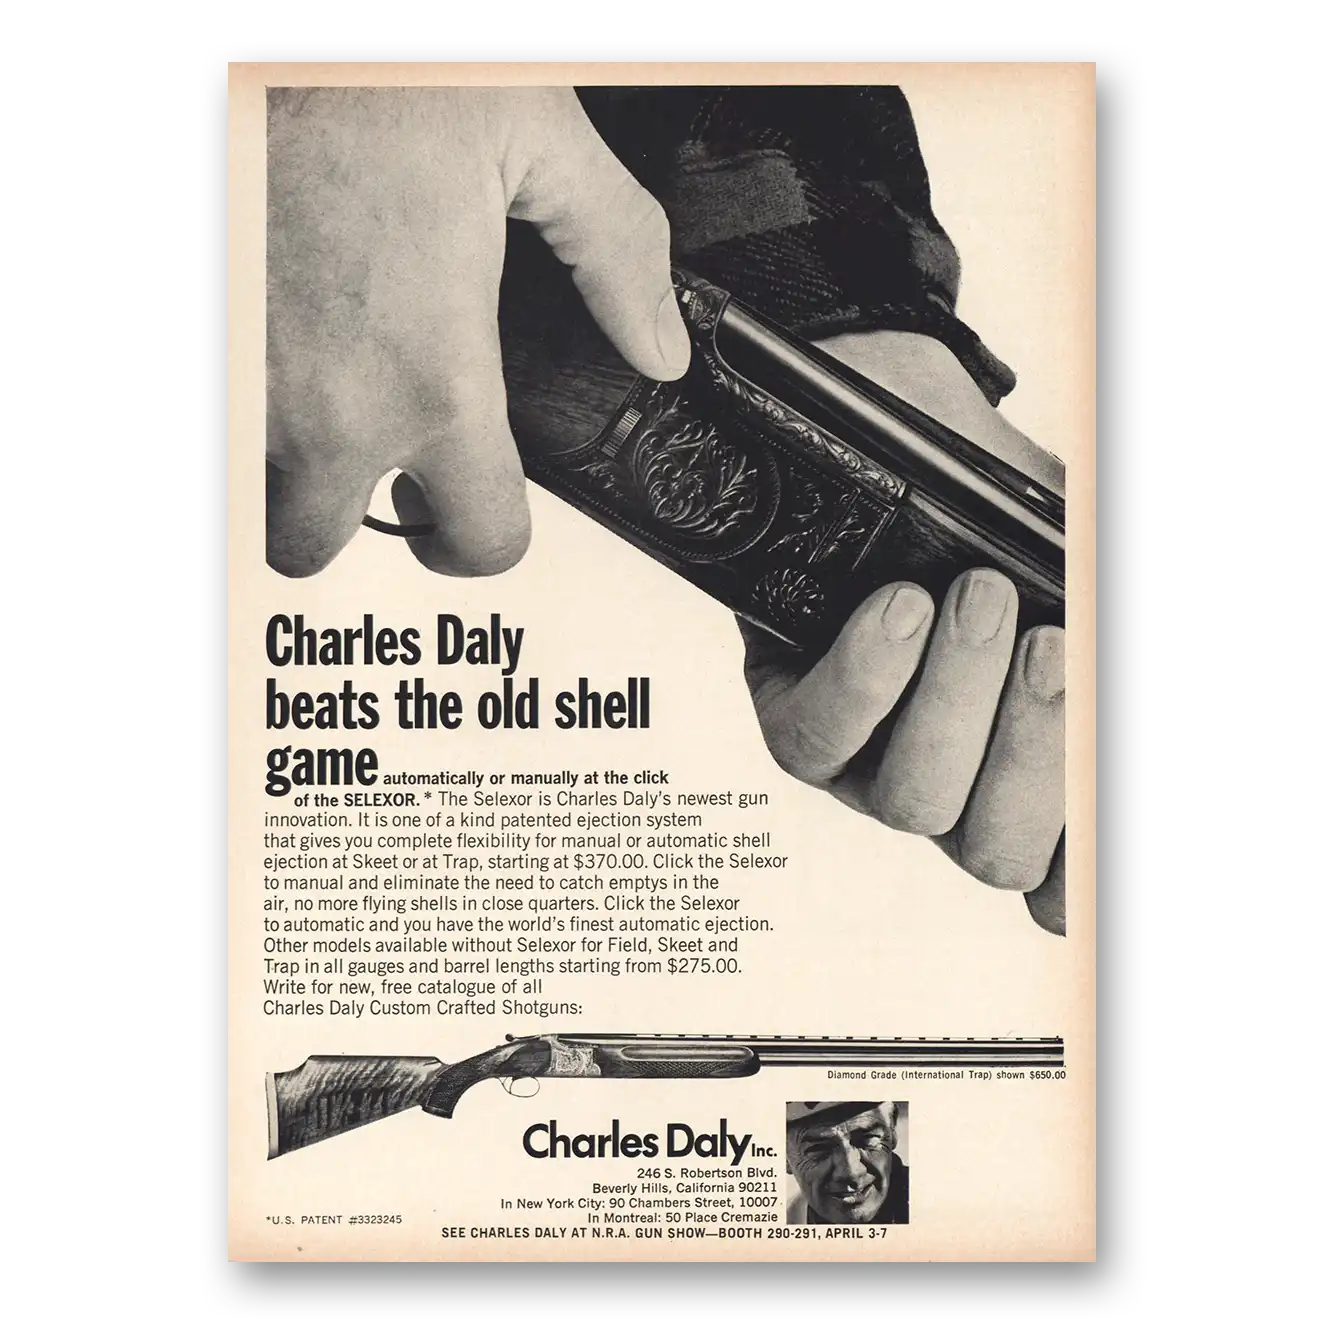 Charles Daly
beats the old shell
game automatically or manually at the click
of the SELEXOR.* The Selexor is Charles Daly's newest gun
innovation. It is one of a kind patented ejection system
that gives you complete flexibility for manual or automatic shell
ejection at Skeet or at Trap, starting at $370.00. Click the Selexor
to manual and eliminate the need to catch emptys in the
air, no more flying shells in close quarters. Click the Selexor
to automatic and you have the world's finest automatic ejection.
Other models available without Selexor for Field, Skeet and
Trap in all gauges and barrel lengths starting from $275.00.
Write for new, free catalogue of all
Charles Daly Custom Crafted Shotguns:
Diamond Grade (International Trap) shown $650.00
Charles Daly Inc.
246 S. Robertson Blvd.
Beverly Hills, California 90211
In New York City: 90 Chambers Street, 10007
In Montreal: 50 Place Cremazie
*U.S. PATENT #3323245
SEE CHARLES DALY AT N.R.A. GUN SHOW—BOOTH 290-291, APRIL 3-7